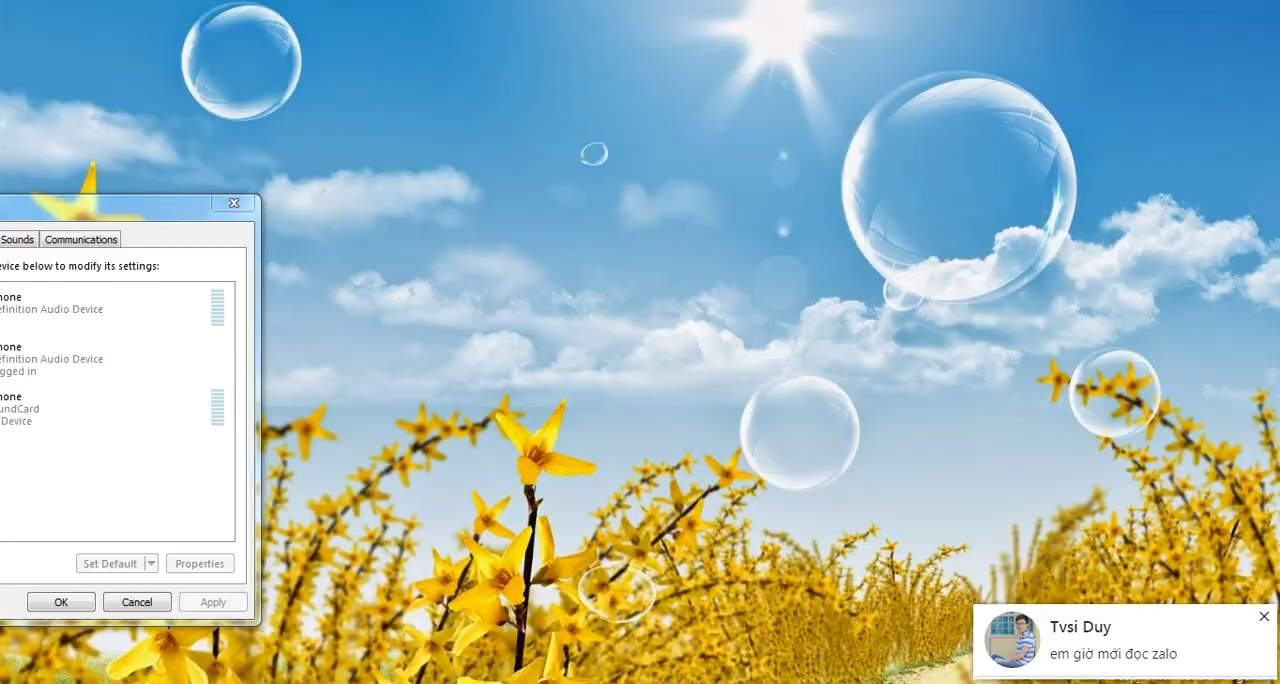 Sounds
Communications
evice below to modify its settings:
hone
efinition Audio Device
hone
efinition Audio Device
gged in
hone
undCard
Device
Set Default
Properties
OK
Cancel
Apply
Tvsi Duy
em giờ mới đọc zalo